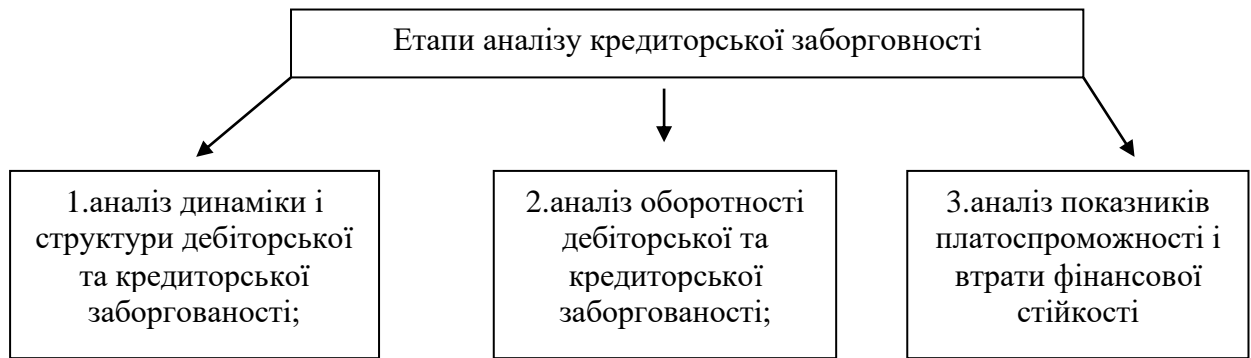 Етапи аналізу кредиторської заборговності
1.аналіз динаміки і
структури дебіторської
та кредиторської
заборгованості;
2.аналіз оборотності
дебіторської та
кредиторської
заборгованості;
3.аналіз показників
платоспроможності і
втрати фінансової
стійкості